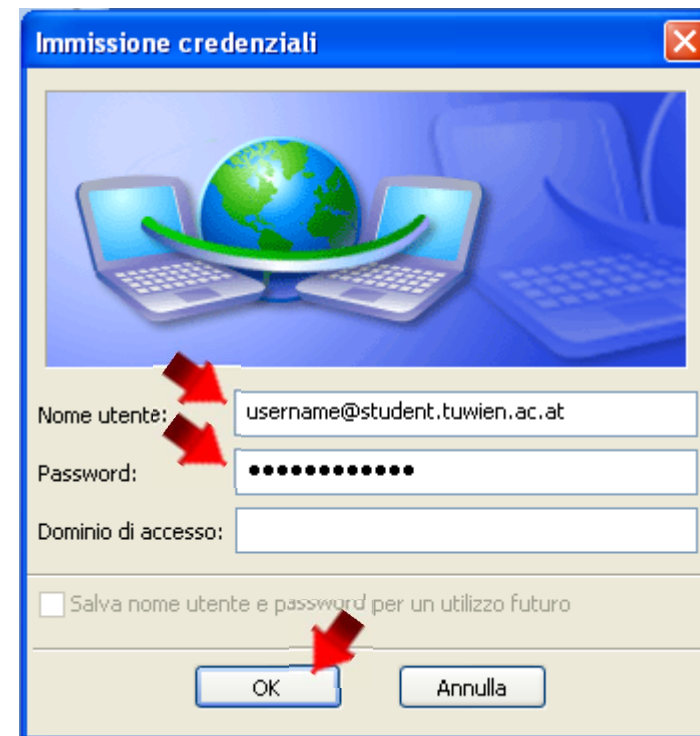 Immissione credenziali
Nome utente: username@student.tuwien.ac.at
Password: ••••••••••••
Dominio di accesso:
Salva nome utente e password per un utilizzo futuro
OK Annulla